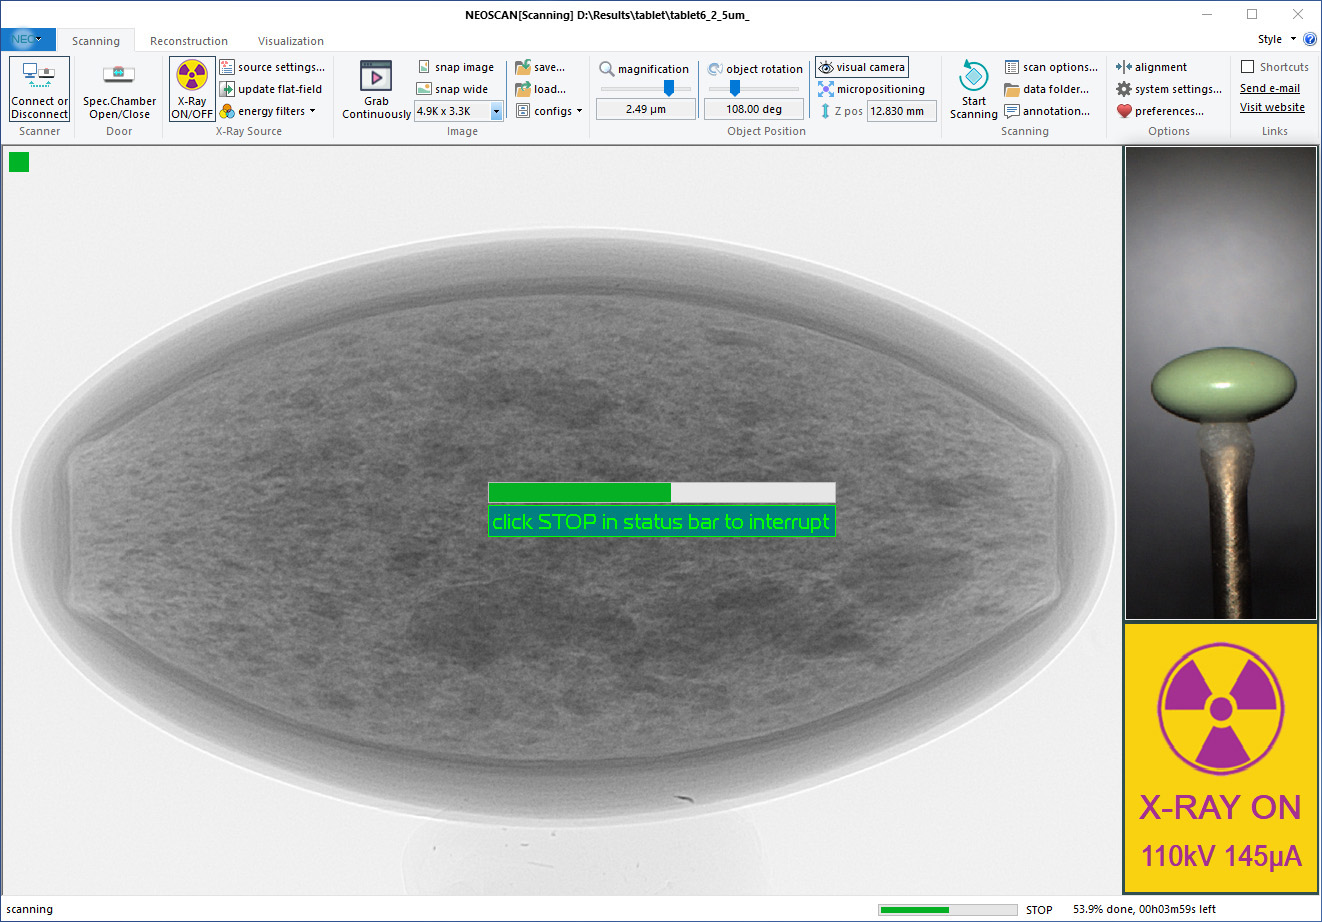 NEOSCAN[Scanning] D:\Results\tablet\tablet6_2_5um_
NEO
Scanning
Reconstruction
Visualization
Style
Connect or
Disconnect
Scanner
Spec.Chamber
Open/Close
Door
X-Ray
ON/OFF
source settings...
update flat-field
energy filters
X-Ray Source
Grab
Continuously
snap image
snap wide
4.9K x 3.3K
save...
load...
configs
Image
magnification
2.49 µm
object rotation
108.00 deg
visual camera
micropositioning
Z pos 12.830 mm
Object Position
Start
Scanning
scan options...
data folder...
annotation...
Scanning
alignment
system settings...
preferences...
Options
Shortcuts
Send e-mail
Visit website
Links
click STOP in status bar to interrupt
X-RAY ON
110kV 145µA
scanning
STOP
53.9% done, 00h03m59s left